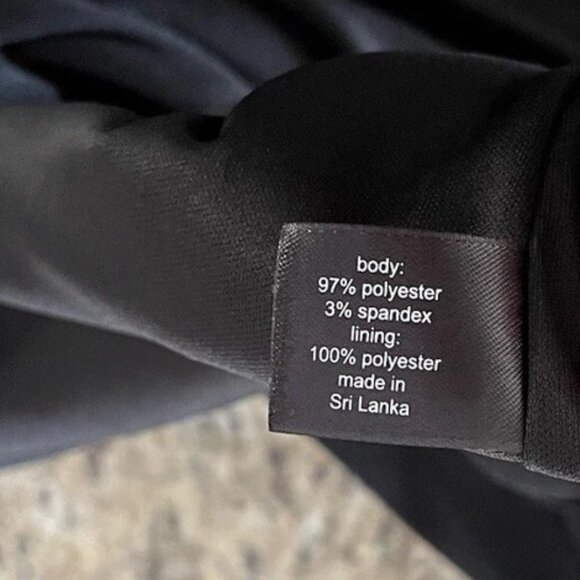 body:
97% polyester
3% spandex
lining:
100% polyester
made in
Sri Lanka